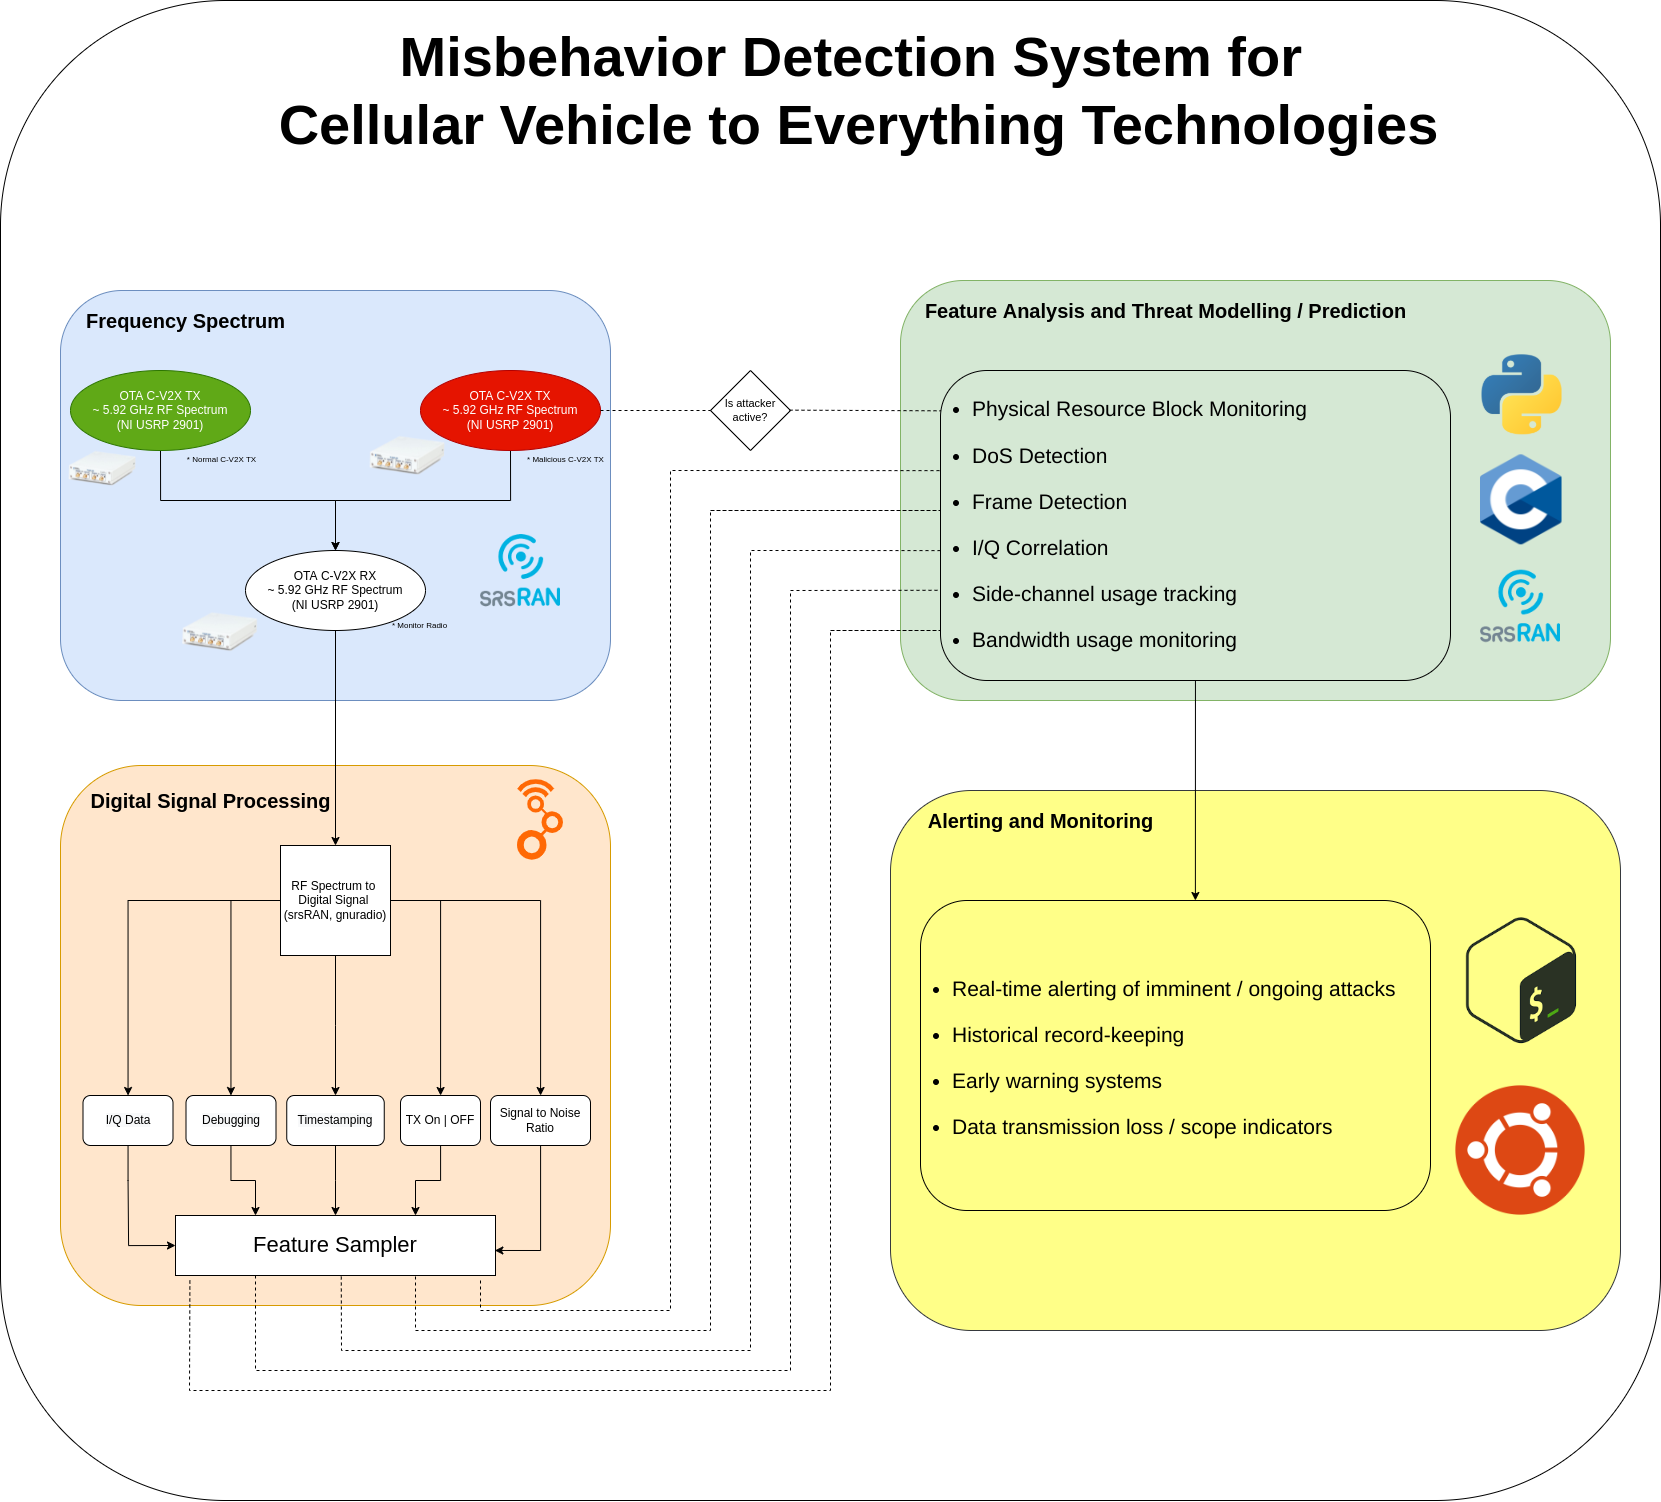 Misbehavior Detection System for
Cellular Vehicle to Everything Technologies
Frequency Spectrum
OTA C-V2X TX
~ 5.92 GHz RF Spectrum
(NI USRP 2901)
* Normal C-V2X TX
OTA C-V2X TX
~ 5.92 GHz RF Spectrum
(NI USRP 2901)
* Malicious C-V2X TX
OTA C-V2X RX
~ 5.92 GHz RF Spectrum
(NI USRP 2901)
* Monitor Radio
srsRAN
Is attacker
active?
Feature Analysis and Threat Modelling / Prediction
• Physical Resource Block Monitoring
• DoS Detection
• Frame Detection
• I/Q Correlation
• Side-channel usage tracking
• Bandwidth usage monitoring
C
srsRAN
Digital Signal Processing
RF Spectrum to
Digital Signal
(srsRAN, gnuradio)
I/Q Data
Debugging
Timestamping
TX On | OFF
Signal to Noise
Ratio
Feature Sampler
Alerting and Monitoring
• Real-time alerting of imminent / ongoing attacks
• Historical record-keeping
• Early warning systems
• Data transmission loss / scope indicators
$_